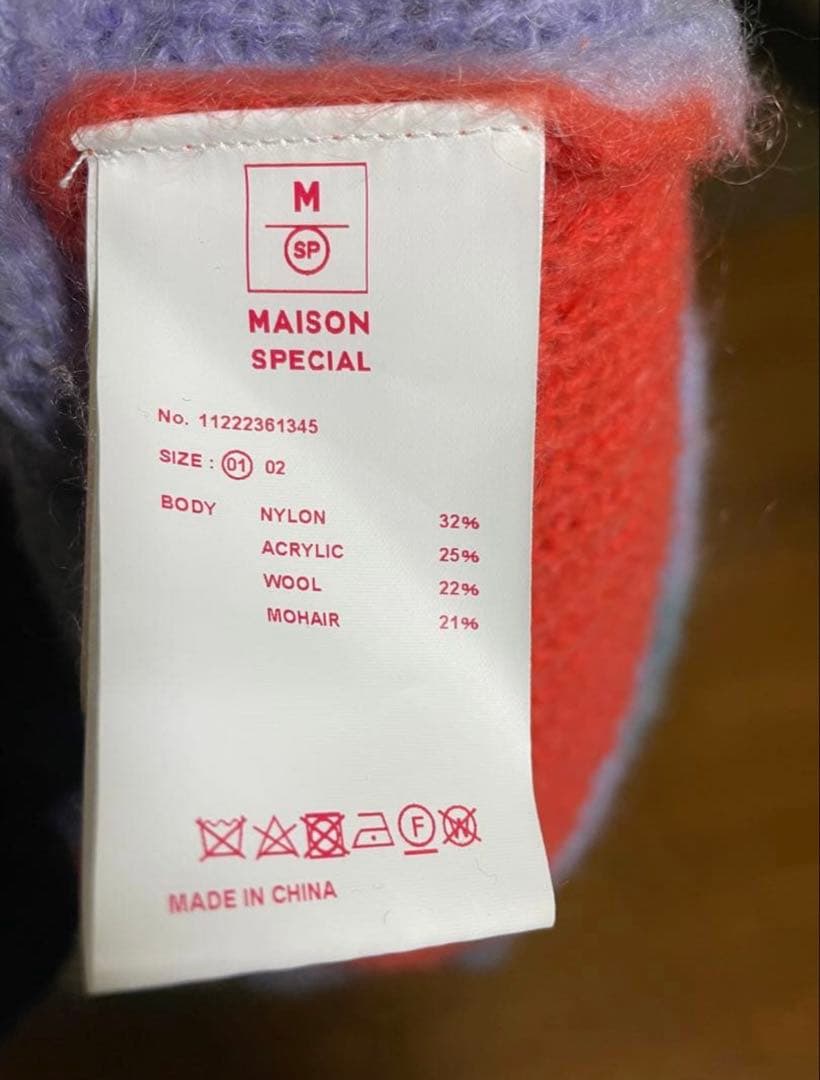 M
SP
MAISON
SPECIAL
No. 11222361345
SIZE : 01 02
BODY NYLON 32%
ACRYLIC 25%
WOOL 22%
MOHAIR 21%
F W
MADE IN CHINA